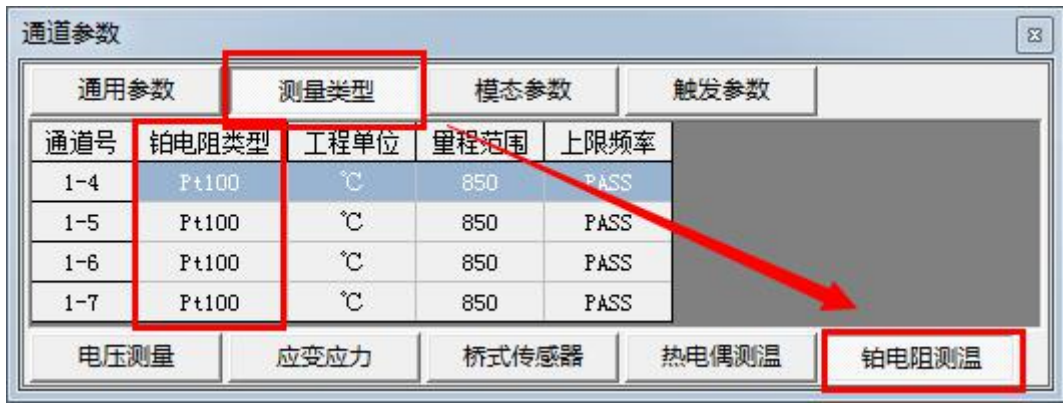 通道参数
通用参数 测量类型 模态参数 触发参数
通道号 铂电阻类型 工程单位 量程范围 上限频率
1-4 Pt100 ℃ 850 PASS
1-5 Pt100 ℃ 850 PASS
1-6 Pt100 ℃ 850 PASS
1-7 Pt100 ℃ 850 PASS
电压测量 应变应力 桥式传感器 热电偶测温 铂电阻测温